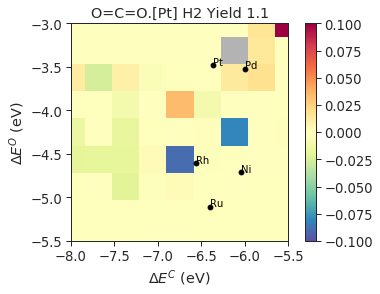 O=C=O.[Pt] H2 Yield 1.1
−3.0
−3.5
−4.0
−4.5
−5.0
−5.5
ΔE^O (eV)
Pt
Pd
Rh
Ni
Ru
−8.0 −7.5 −7.0 −6.5 −6.0 −5.5
ΔE^C (eV)
0.100
0.075
0.050
0.025
0.000
−0.025
−0.050
−0.075
−0.100